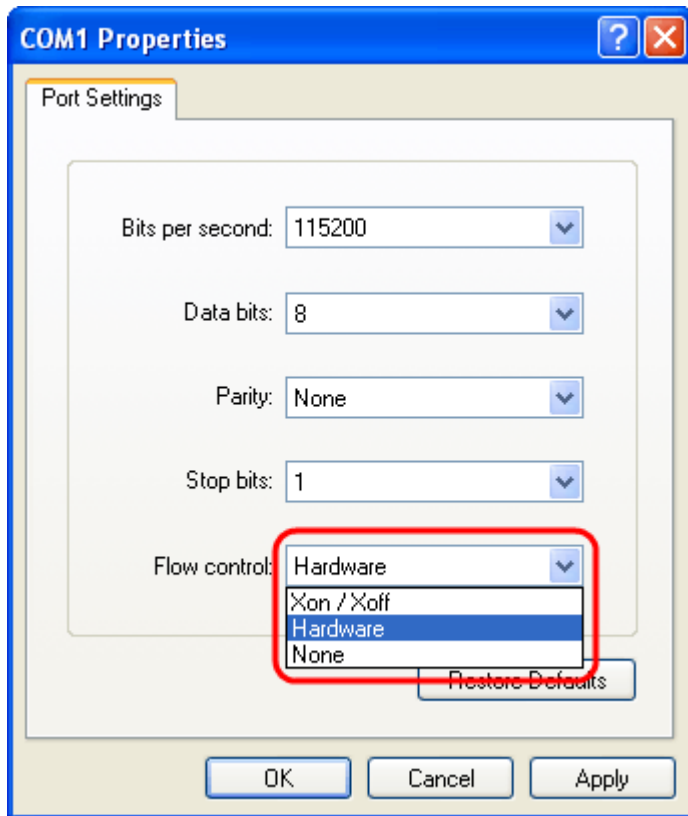 COM1 Properties
Port Settings
Bits per second: 115200
Data bits: 8
Parity: None
Stop bits: 1
Flow control: Hardware
Xon / Xoff
Hardware
None
Restore Defaults
OK Cancel Apply